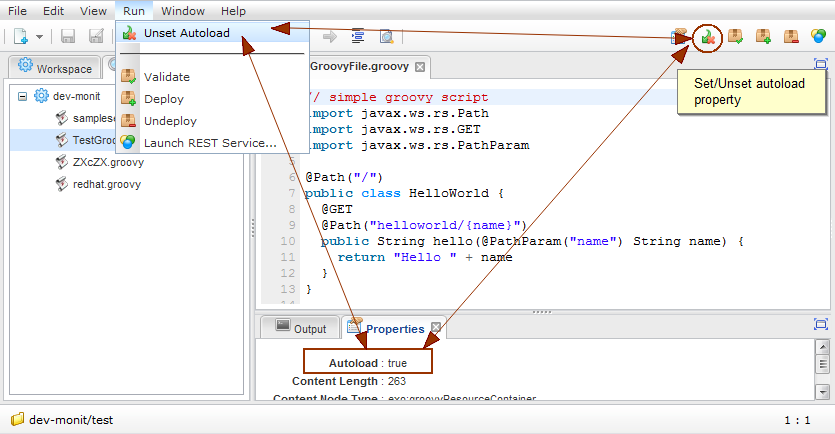 File Edit View Run Window Help
Unset Autoload
Validate
Deploy
Undeploy
Launch REST Service...
Set/Unset autoload
property
Workspace
dev-monit
TestGroo
ZXcZX.groovy
redhat.groovy
GroovyFile.groovy
// simple groovy script
import javax.ws.rs.Path
import javax.ws.rs.GET
import javax.ws.rs.PathParam
5
6 @Path("/")
7 public class HelloWorld {
8 @GET
9 @Path("helloworld/{name}")
10 public String hello(@PathParam("name") String name) {
11 return "Hello " + name
12 }
13 }
Output
Properties
Autoload : true
Content Length : 263
Content Node Type : exo:groovyResourceContainer
dev-monit/test
1 : 1